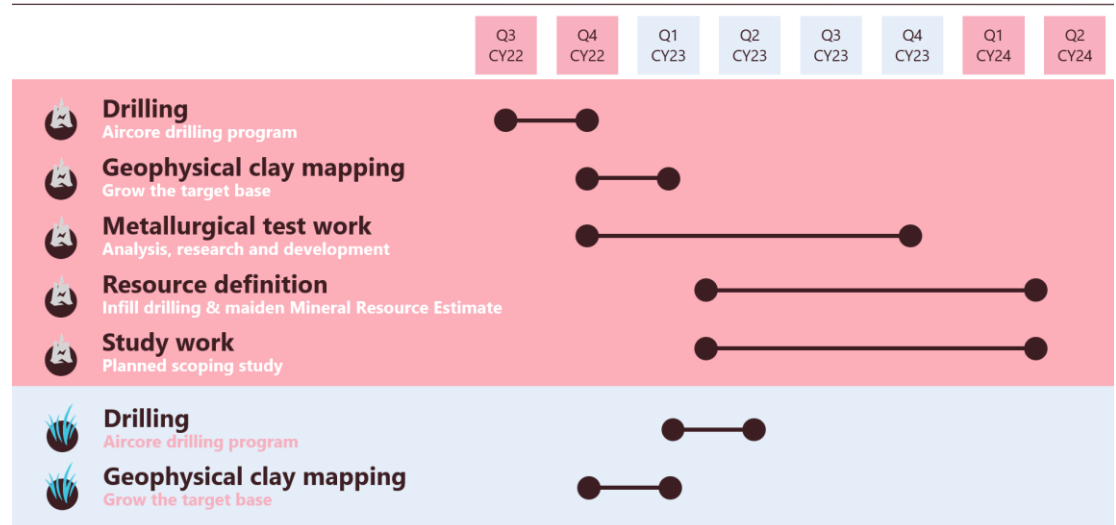 Q3
CY22
Q4
CY22
Q1
CY23
Q2
CY23
Q3
CY23
Q4
CY23
Q1
CY24
Q2
CY24
Drilling
Aircore drilling program
Geophysical clay mapping
Grow the target base
Metallurgical test work
Analysis, research and development
Resource definition
Infill drilling & maiden Mineral Resource Estimate
Study work
Planned scoping study
Drilling
Aircore drilling program
Geophysical clay mapping
Grow the target base